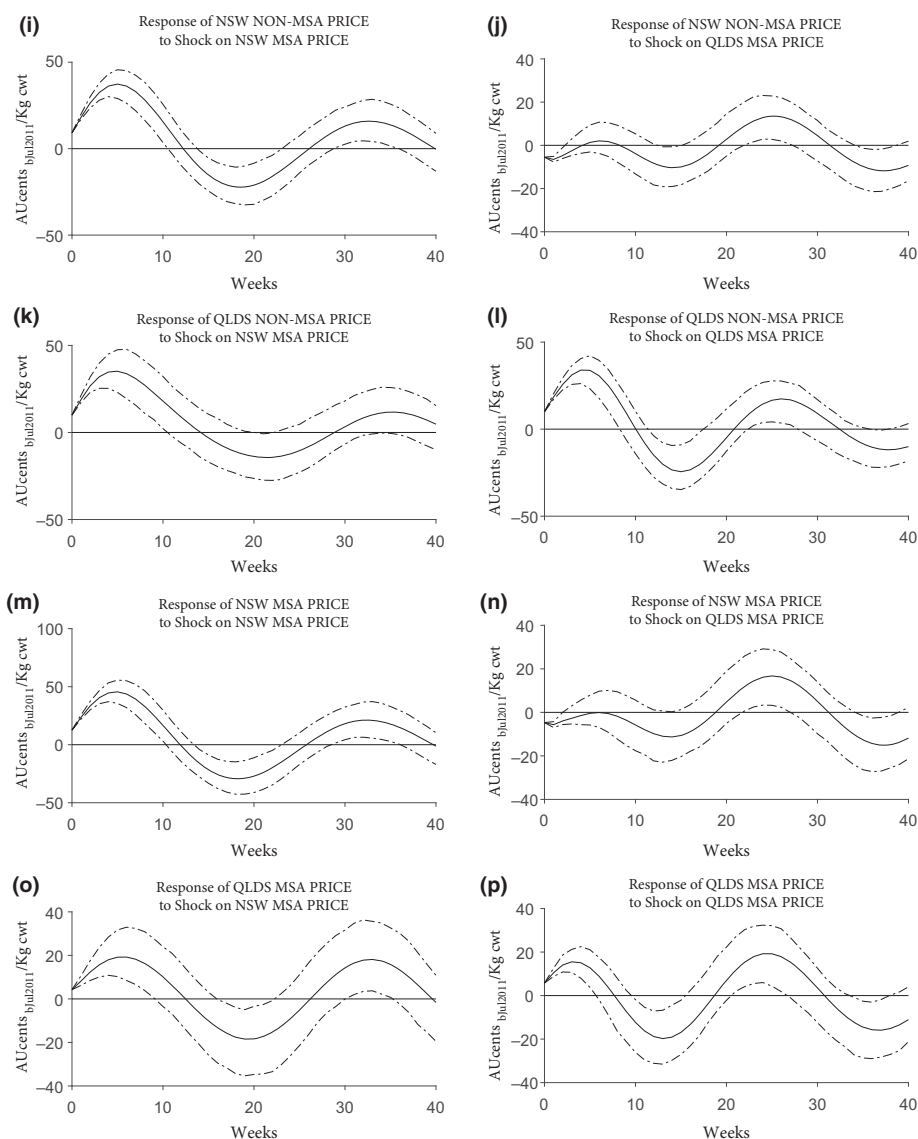 (i)
Response of NSW NON-MSA PRICE
to Shock on NSW MSA PRICE
AUcents bJul2011/Kg cwt
50
0
–50
0 10 20 30 40
Weeks
(j)
Response of NSW NON-MSA PRICE
to Shock on QLDS MSA PRICE
AUcents bJul2011/Kg cwt
40
20
0
–20
–40
0 10 20 30 40
Weeks
(k)
Response of QLDS NON-MSA PRICE
to Shock on NSW MSA PRICE
AUcents bJul2011/Kg cwt
50
0
–50
0 10 20 30 40
Weeks
(l)
Response of QLDS NON-MSA PRICE
to Shock on QLDS MSA PRICE
AUcents bJul2011/Kg cwt
50
0
–50
0 10 20 30 40
Weeks
(m)
Response of NSW MSA PRICE
to Shock on NSW MSA PRICE
AUcents bJul2011/Kg cwt
100
50
0
–50
0 10 20 30 40
Weeks
(n)
Response of NSW MSA PRICE
to Shock on QLDS MSA PRICE
AUcents bJul2011/Kg cwt
40
20
0
–20
–40
0 10 20 30 40
Weeks
(o)
Response of QLDS MSA PRICE
to Shock on NSW MSA PRICE
AUcents bJul2011/Kg cwt
40
20
0
–20
–40
0 10 20 30 40
Weeks
(p)
Response of QLDS MSA PRICE
to Shock on QLDS MSA PRICE
AUcents bJul2011/Kg cwt
40
20
0
–20
–40
0 10 20 30 40
Weeks